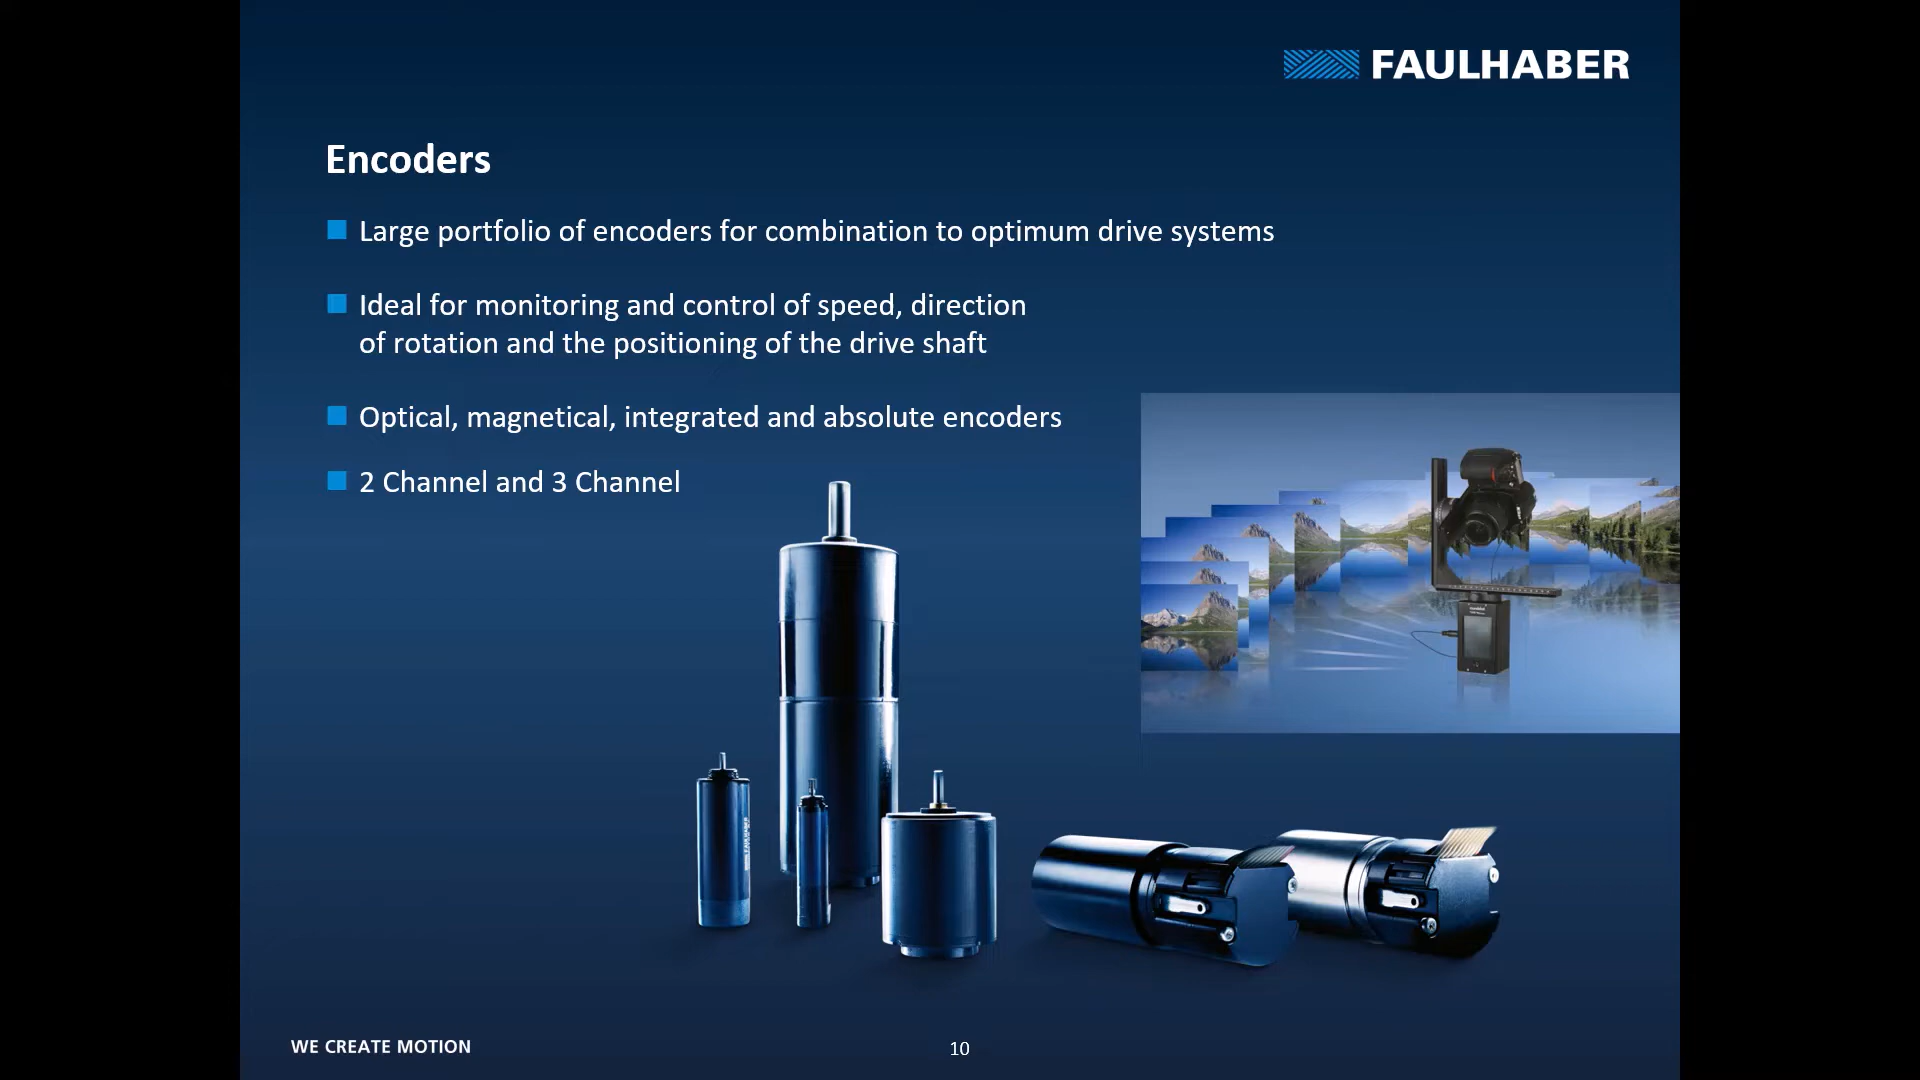 FAULHABER
Encoders
Large portfolio of encoders for combination to optimum drive systems
Ideal for monitoring and control of speed, direction
of rotation and the positioning of the drive shaft
Optical, magnetical, integrated and absolute encoders
2 Channel and 3 Channel
FAULHABER
WE CREATE MOTION
10